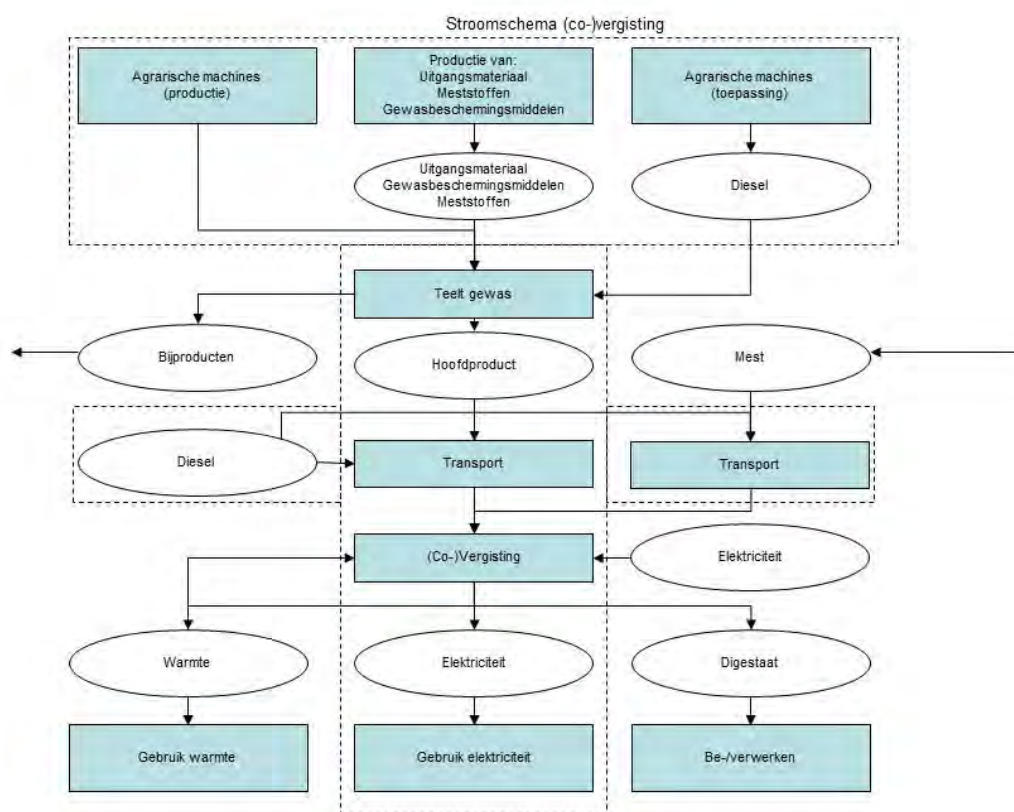 Stroomschema (co-)vergisting
Agrarische machines
(productie)
Productie van:
Uitgangsmateriaal
Meststoffen
Gewasbeschermingsmiddelen
Agrarische machines
(toepassing)
Uitgangsmateriaal
Gewasbeschermingsmiddelen
Meststoffen
Diesel
Teelt gewas
Bijproducten
Hoofdproduct
Mest
Diesel
Transport
Transport
(Co-)Vergisting
Elektriciteit
Warmte
Elektriciteit
Digestaat
Gebruik warmte
Gebruik elektriciteit
Be-/verwerken